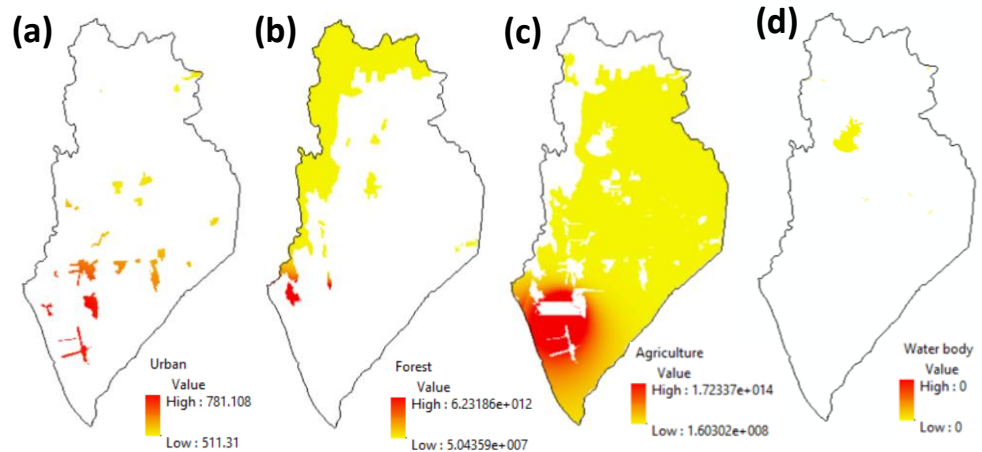 (a)
(b)
(c)
(d)
Urban
Value
High : 781.108
Low : 511.31
Forest
Value
High : 6.23186e+012
Low : 5.04359e+007
Agriculture
Value
High : 1.72337e+014
Low : 1.60302e+008
Water body
Value
High : 0
Low : 0